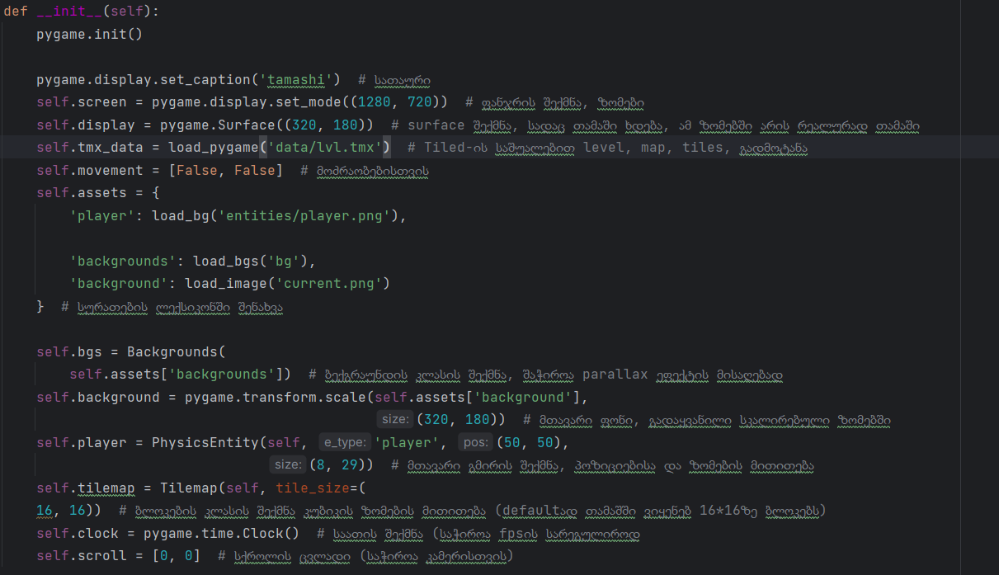 def __init__(self):
    pygame.init()

    pygame.display.set_caption('tamashi')  # სათაური
    self.screen = pygame.display.set_mode((1280, 720))  # ფანჯრის შექმნა, ზომები
    self.display = pygame.Surface((320, 180))  # surface შექმნა, სადაც თამაში ხდება, ამ ზომებში არის რეალურად თამაში
    self.tmx_data = load_pygame('data/lvl.tmx')  # Tiled-ის საშუალებით level, map, tiles, გადმოტანა
    self.movement = [False, False]  # მოძრაობებისთვის
    self.assets = {
        'player': load_bg('entities/player.png'),

        'backgrounds': load_bgs('bg'),
        'background': load_image('current.png')
    }  # სურათების ლექსიკონში შენახვა

    self.bgs = Backgrounds(
        self.assets['backgrounds'])  # ბექგრაუნდის კლასის შექმნა, შაჭიროა parallax ეფექტის მისაღებად
    self.background = pygame.transform.scale(self.assets['background'],
                                             size: (320, 180))  # მთავარი ფონი, გადაყვანილი სკალირებული ზომებში
    self.player = PhysicsEntity(self, e_type: 'player', pos: (50, 50),
                                size: (8, 29))  # მთავარი გმირის შექმნა, პოზიციებისა და ზომების მითითება
    self.tilemap = Tilemap(self, tile_size=(
    16, 16))  # ბლოკების კლასის შექმნა კუბიკის ზომების მითითება (defaultად თამაშში ვიყენებ 16*16ზე ბლოკებს)
    self.clock = pygame.time.Clock()  # საათის შექმნა (საჭიროა fpsის სარეგულიროდ
    self.scroll = [0, 0]  # სქროლის ცვლადი (საჭიროა კამერისთვის)